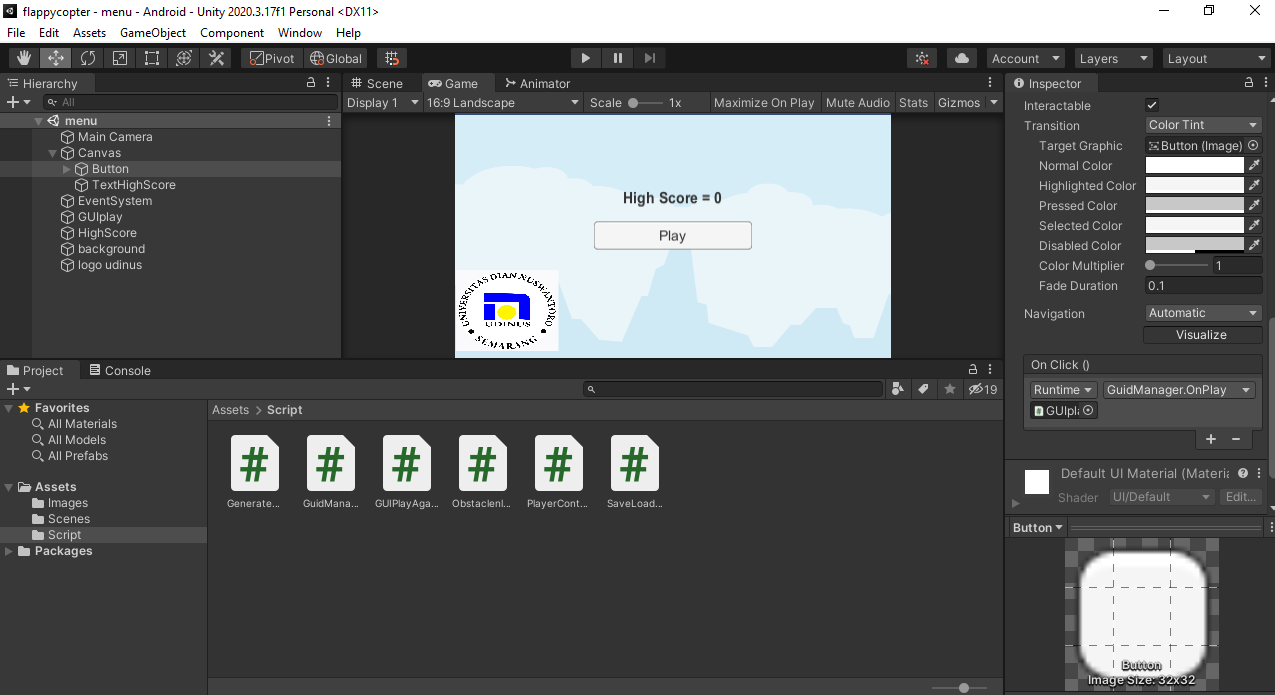 flappycopter - menu - Android - Unity 2020.3.17f1 Personal <DX11>
File Edit Assets GameObject Component Window Help
Pivot Global Account Layers Layout
Hierarchy
All
menu
Main Camera
Canvas
Button
TextHighScore
EventSystem
GUIplay
HighScore
background
logo udinus
Scene Game Animator
Display 1 16:9 Landscape Scale 1x Maximize On Play Mute Audio Stats Gizmos
High Score = 0
Play
UNIVERSITAS DIAN NUSWANTORO
UDINUS
SEMARANG
Inspector
Interactable
Transition Color Tint
Target Graphic Button (Image)
Normal Color
Highlighted Color
Pressed Color
Selected Color
Disabled Color
Color Multiplier 1
Fade Duration 0.1
Navigation Automatic
Visualize
On Click ()
Runtime GuidManager.OnPlay
GUIpl
+ −
Default UI Material (Materia
Shader UI/Default Edit...
Button
Button
Image Size: 32x32
Project Console
19
Favorites
All Materials
All Models
All Prefabs
Assets
Images
Scenes
Script
Packages
Assets > Script
Generate... GuidMana... GUIPlayAga... ObstaclenI... PlayerCont... SaveLoad...